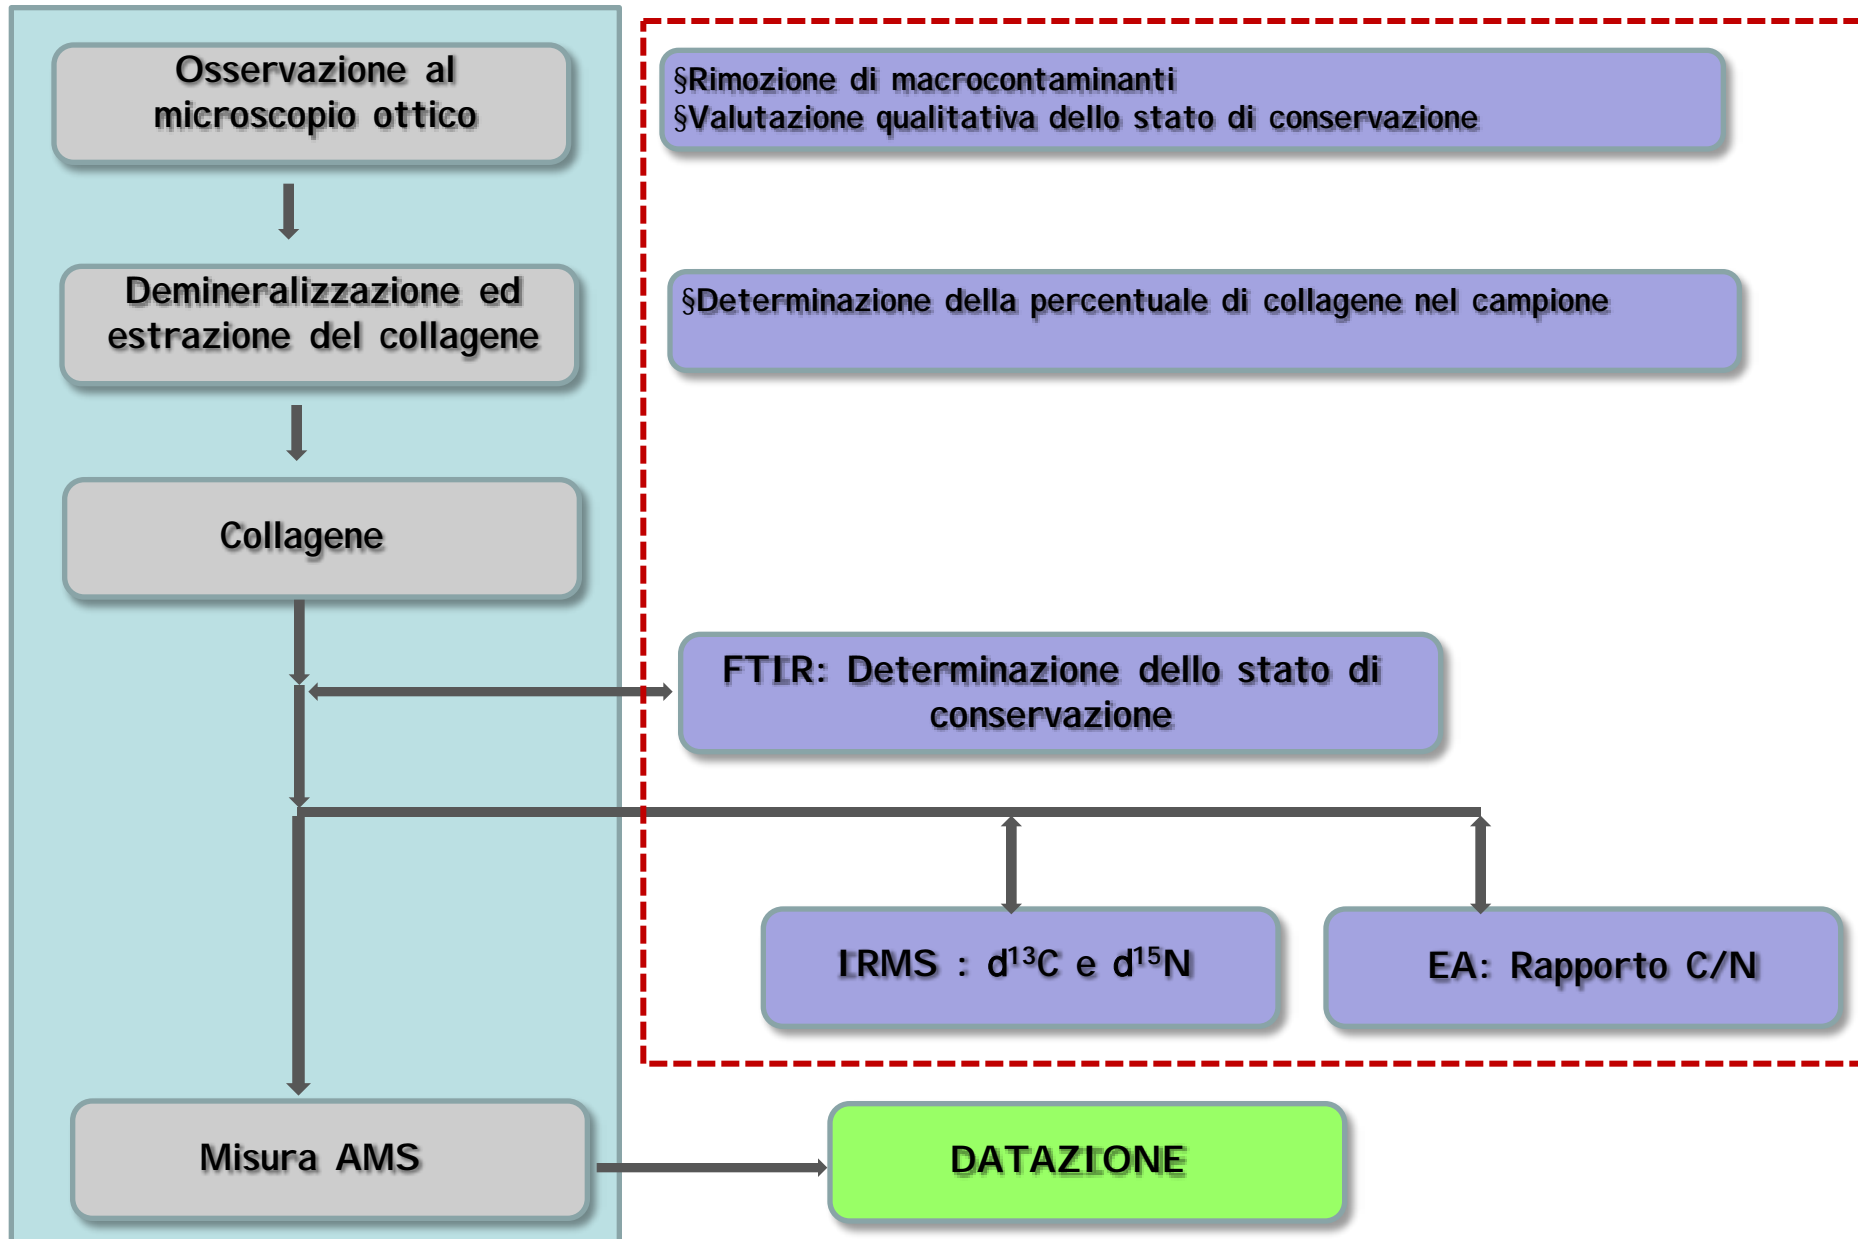 Osservazione al
microscopio ottico
§Rimozione di macrocontaminanti
§Valutazione qualitativa dello stato di conservazione
Demineralizzazione ed
estrazione del collagene
§Determinazione della percentuale di collagene nel campione
Collagene
FTIR: Determinazione dello stato di
conservazione
IRMS : d¹³C e d¹⁵N
EA: Rapporto C/N
Misura AMS
DATAZIONE